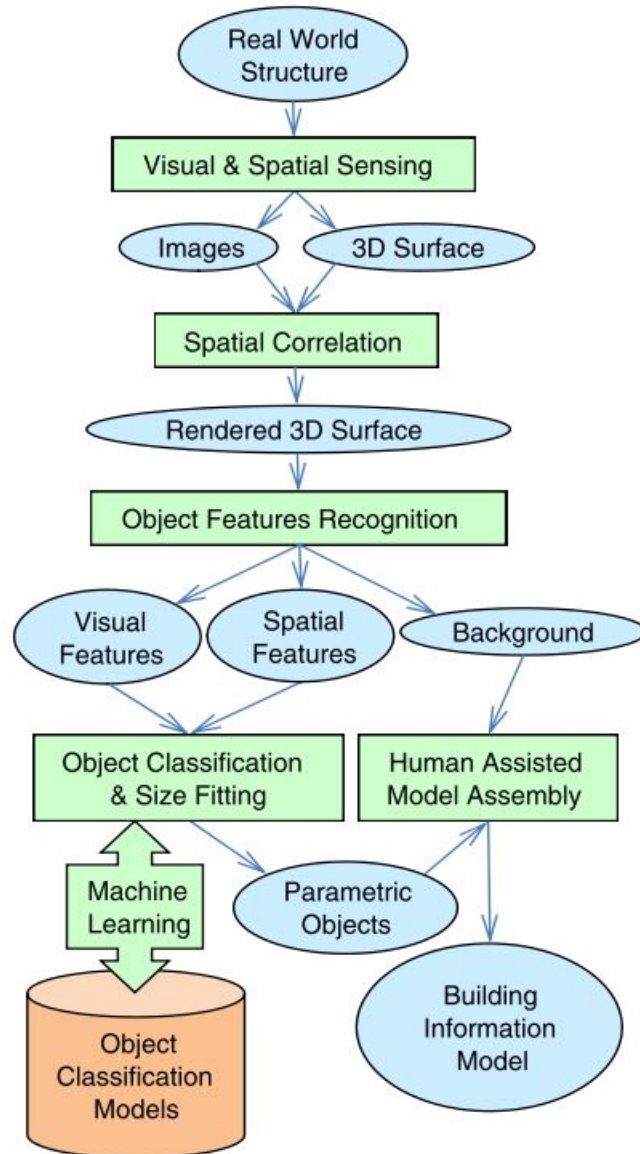 Real World
Structure
Visual & Spatial Sensing
Images
3D Surface
Spatial Correlation
Rendered 3D Surface
Object Features Recognition
Visual
Features
Spatial
Features
Background
Object Classification
& Size Fitting
Human Assisted
Model Assembly
Machine
Learning
Parametric
Objects
Object
Classification
Models
Building
Information
Model